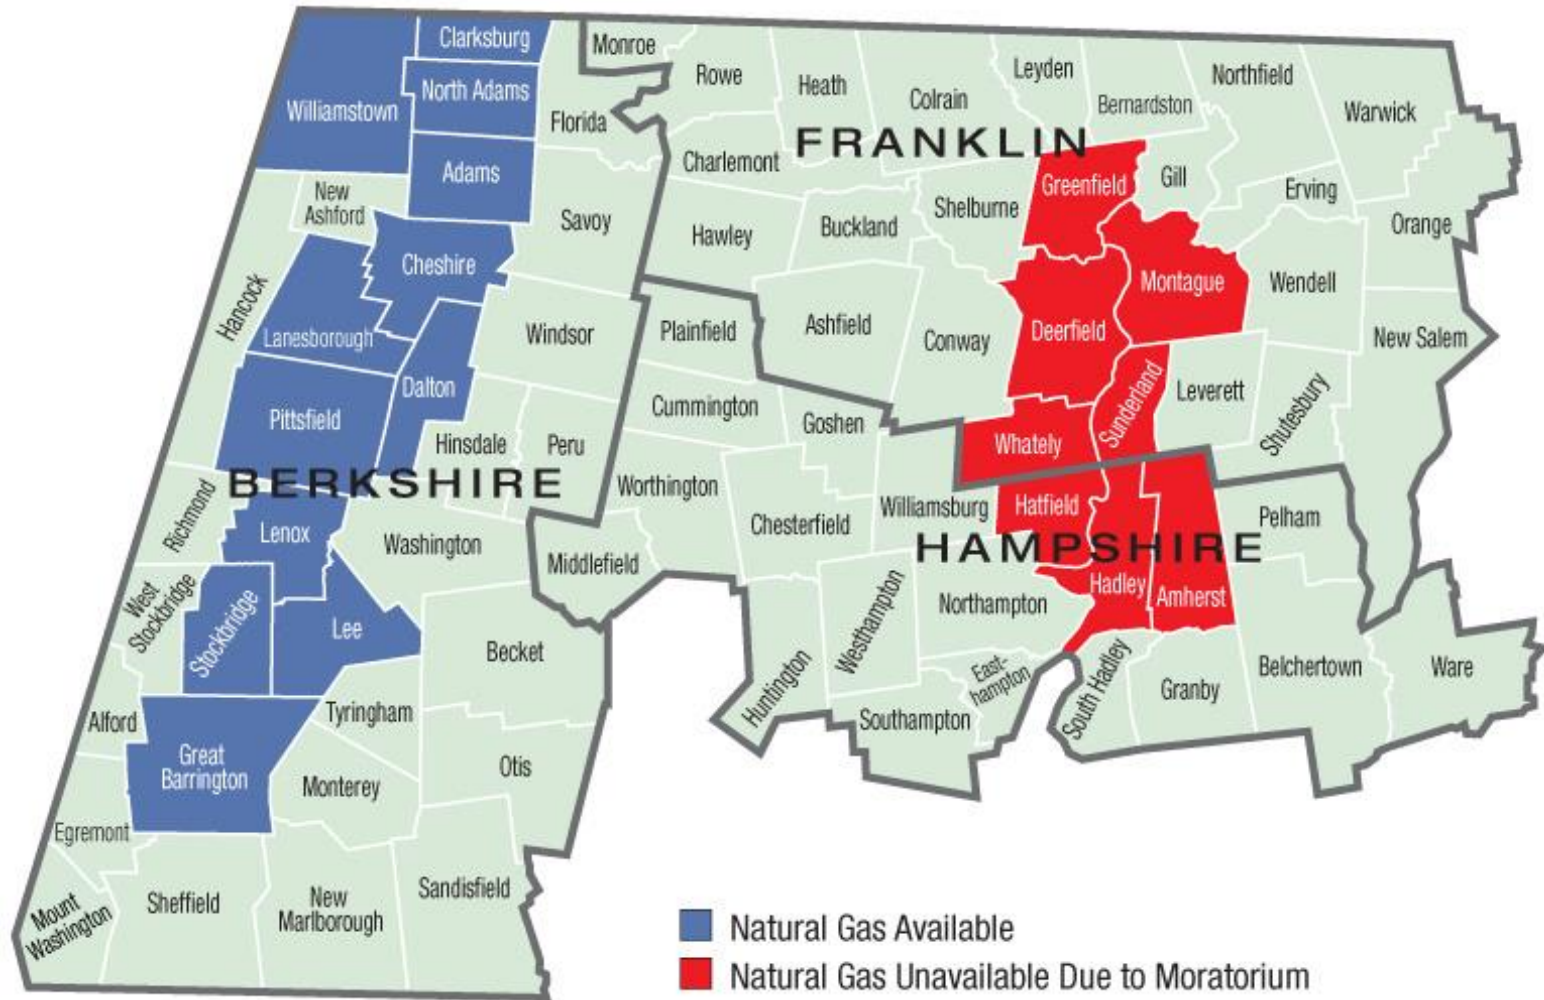 Clarksburg
Monroe
Williamstown
North Adams
Florida
Rowe
Heath
Colrain
Leyden
Bernardston
Northfield
Warwick
FRANKLIN
Adams
Charlemont
Greenfield
Gill
Erving
Orange
New
Ashford
Savoy
Hawley
Buckland
Shelburne
Cheshire
Montague
Wendell
Hancock
Lanesborough
Windsor
Plainfield
Ashfield
Conway
Deerfield
New Salem
Dalton
Cummington
Goshen
Sunderland
Leverett
Shutesbury
Pittsfield
Hinsdale
Peru
Whately
BERKSHIRE
Worthington
Richmond
Chesterfield
Williamsburg
Hatfield
Pelham
Lenox
Washington
Middlefield
HAMPSHIRE
West
Stockbridge
Stockbridge
Lee
Westhampton
Northampton
Hadley
Amherst
Becket
Huntington
East-
hampton
South Hadley
Granby
Belchertown
Ware
Alford
Tyringham
Southampton
Great
Barrington
Monterey
Otis
Egremont
Mount
Washington
Sheffield
New
Marlborough
Sandisfield
Natural Gas Available
Natural Gas Unavailable Due to Moratorium